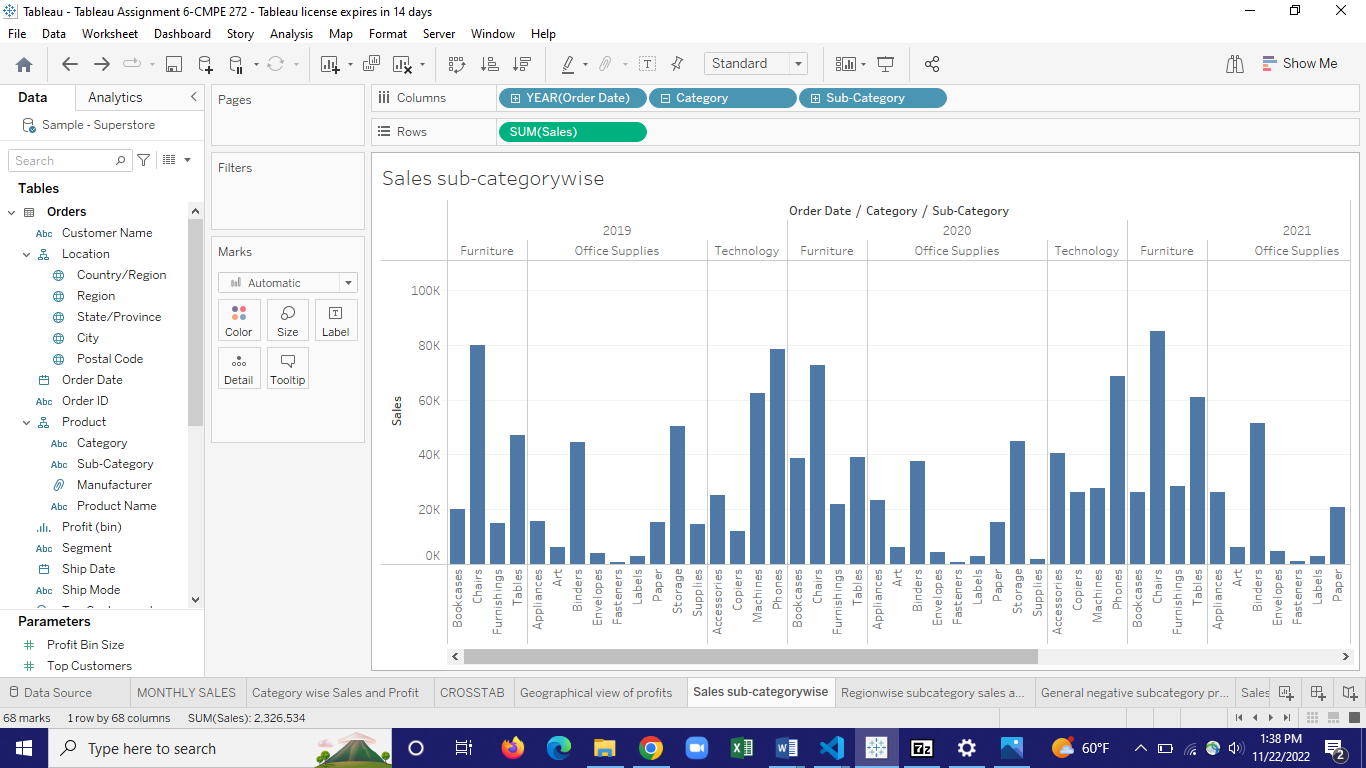 Tableau - Tableau Assignment 6-CMPE 272 - Tableau license expires in 14 days
File Data Worksheet Dashboard Story Analysis Map Format Server Window Help
Standard Show Me
Data Analytics
Sample - Superstore
Search
Tables
Orders
Abc Customer Name
Location
Country/Region
Region
State/Province
City
Postal Code
Order Date
Abc Order ID
Product
Abc Category
Abc Sub-Category
Manufacturer
Abc Product Name
Profit (bin)
Abc Segment
Ship Date
Abc Ship Mode
Parameters
# Profit Bin Size
# Top Customers
Pages
Filters
Marks
Automatic
Color Size Label
Detail Tooltip
Columns YEAR(Order Date) Category Sub-Category
Rows SUM(Sales)
Sales sub-categorywise
Order Date / Category / Sub-Category
2019 2020 2021
Furniture Office Supplies Technology Furniture Office Supplies Technology Furniture Office Supplies
Sales
100K
80K
60K
40K
20K
0K
Bookcases
Chairs
Furnishings
Tables
Appliances
Art
Binders
Envelopes
Fasteners
Labels
Paper
Storage
Supplies
Accessories
Copiers
Machines
Phones
Bookcases
Chairs
Furnishings
Tables
Appliances
Art
Binders
Envelopes
Fasteners
Labels
Paper
Storage
Supplies
Accessories
Copiers
Machines
Phones
Bookcases
Chairs
Furnishings
Tables
Appliances
Art
Binders
Envelopes
Fasteners
Labels
Paper
Data Source MONTHLY SALES Category wise Sales and Profit CROSSTAB Geographical view of profits Sales sub-categorywise Regionwise subcategory sales a... General negative subcategory pr... Sales
68 marks 1 row by 68 columns SUM(Sales): 2,326,534
Type here to search 60°F 1:38 PM
11/22/2022 2